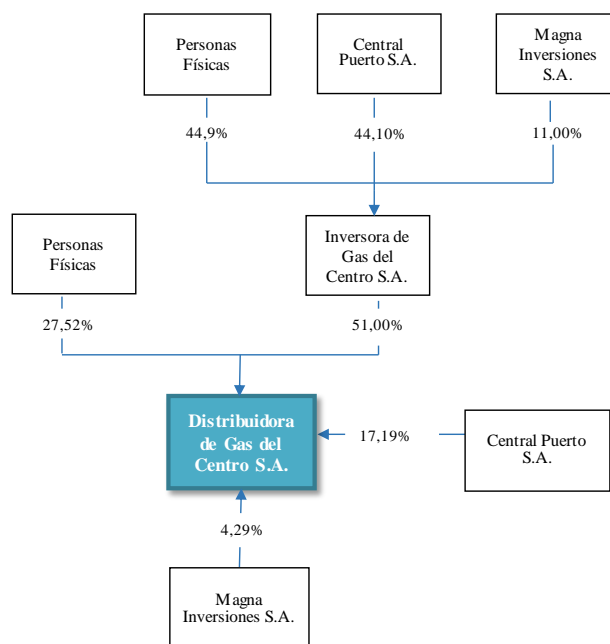 Personas
Físicas
Central
Puerto S.A.
Magna
Inversiones
S.A.
44,9%
44,10%
11,00%
Personas
Físicas
Inversora de
Gas del
Centro S.A.
27,52%
51,00%
Distribuidora
de Gas del
Centro S.A.
17,19%
Central Puerto
S.A.
4,29%
Magna
Inversiones S.A.